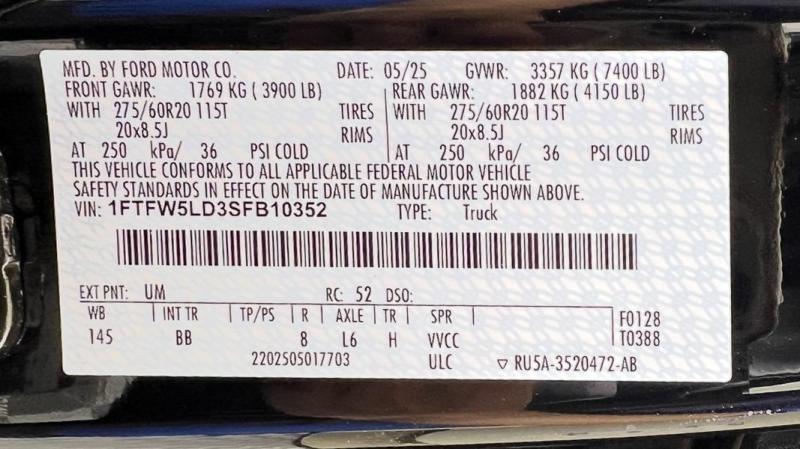 MFD. BY FORD MOTOR CO. DATE: 05/25 GVWR: 3357 KG ( 7400 LB)
FRONT GAWR: 1769 KG ( 3900 LB) REAR GAWR: 1882 KG ( 4150 LB)
WITH 275/60R20 115T TIRES WITH 275/60R20 115T TIRES
20x8.5J RIMS 20x8.5J RIMS
AT 250 kPa/ 36 PSI COLD AT 250 kPa/ 36 PSI COLD
THIS VEHICLE CONFORMS TO ALL APPLICABLE FEDERAL MOTOR VEHICLE
SAFETY STANDARDS IN EFFECT ON THE DATE OF MANUFACTURE SHOWN ABOVE.
VIN: 1FTFW5LD3SFB10352 TYPE: Truck
EXT PNT: UM RC: 52 DSO:
WB INT TR TP/PS R AXLE TR SPR F0128
145 BB 8 L6 H VVCC T0388
2202505017703 ULC ▽ RU5A-3520472-AB